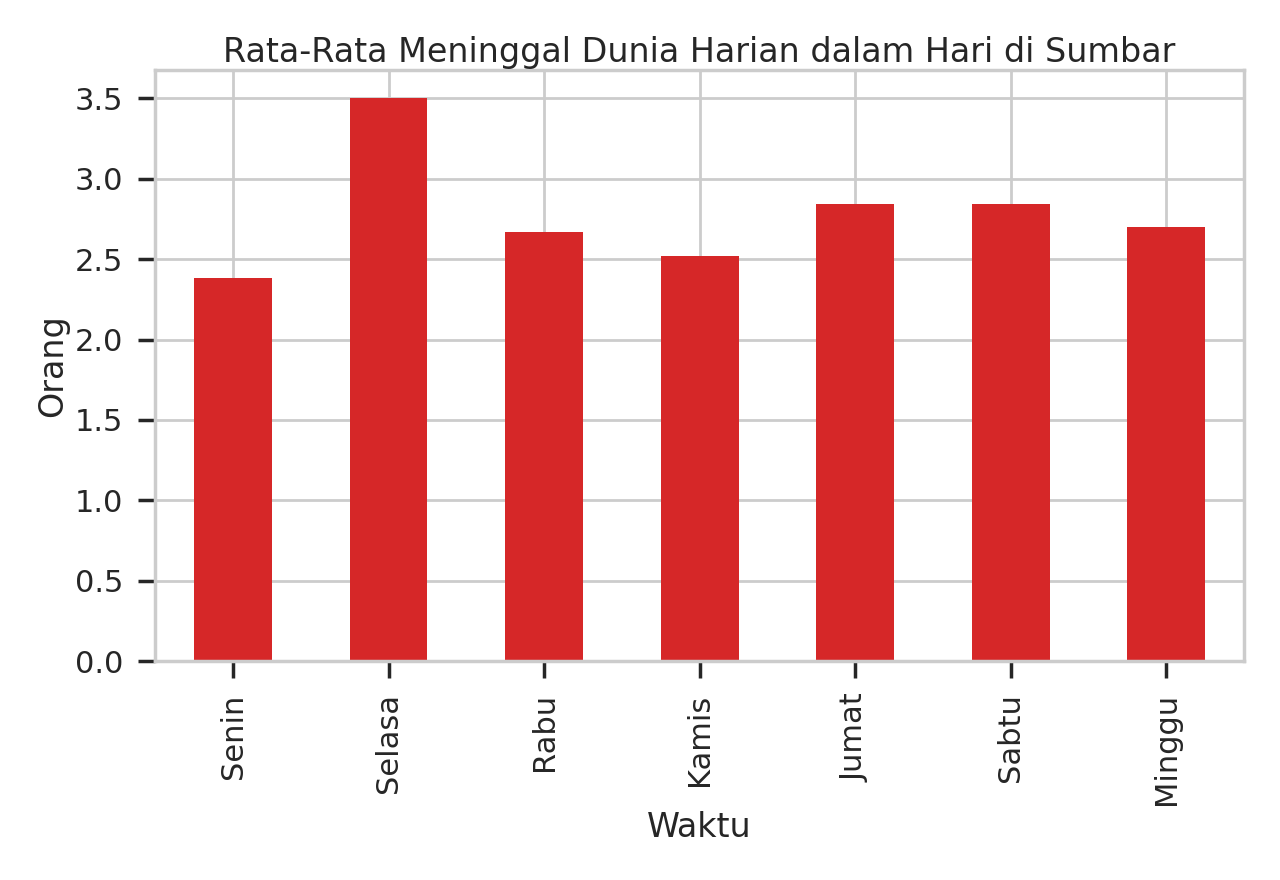 Rata-Rata Meninggal Dunia Harian dalam Hari di Sumbar
3.5
3.0
2.5
2.0
1.5
1.0
0.5
0.0
Orang
Senin
Selasa
Rabu
Kamis
Jumat
Sabtu
Minggu
Waktu